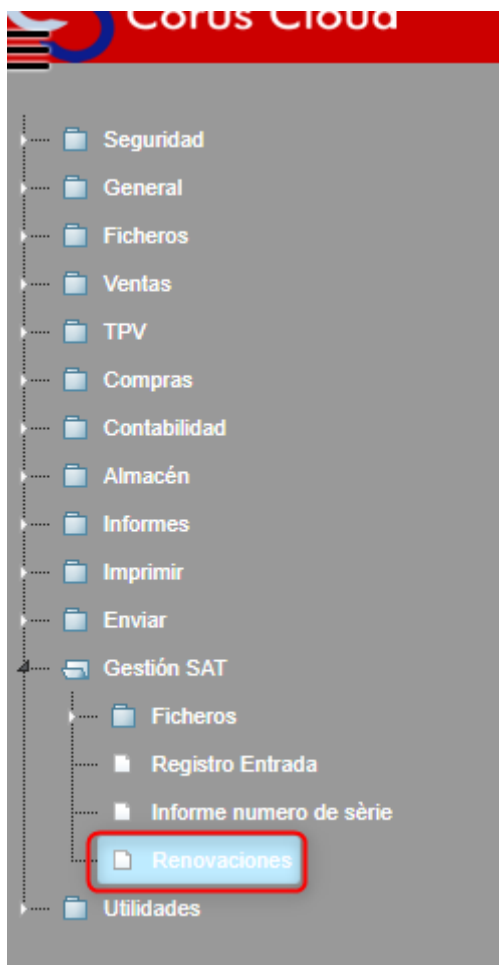 Corus Cloud
Seguridad
General
Ficheros
Ventas
TPV
Compras
Contabilidad
Almacén
Informes
Imprimir
Enviar
Gestión SAT
Ficheros
Registro Entrada
Informe numero de sèrie
Renovaciones
Utilidades